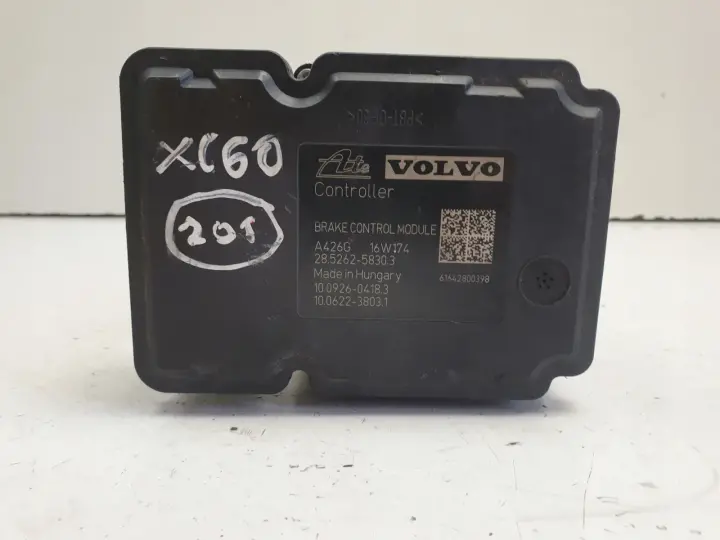 XC60
201
Ate VOLVO
Controller
BRAKE CONTROL MODULE
A426G 16W174
28.5262-5830.3
Made in Hungary
61642800398
10.0926-0418.3
10.0622-3803.1